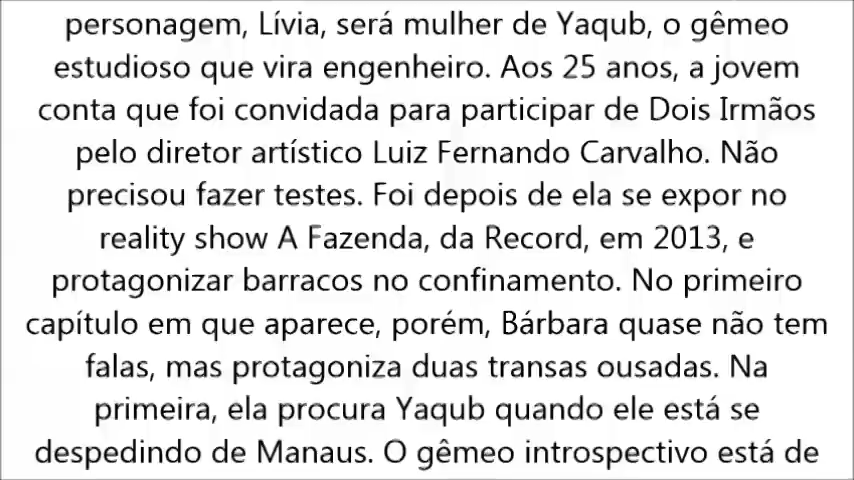 personagem, Lívia, será mulher de Yaqub, o gêmeo
estudioso que vira engenheiro. Aos 25 anos, a jovem
conta que foi convidada para participar de Dois Irmãos
pelo diretor artístico Luiz Fernando Carvalho. Não
precisou fazer testes. Foi depois de ela se expor no
reality show A Fazenda, da Record, em 2013, e
protagonizar barracos no confinamento. No primeiro
capítulo em que aparece, porém, Bárbara quase não tem
falas, mas protagoniza duas transas ousadas. Na
primeira, ela procura Yaqub quando ele está se
despedindo de Manaus. O gêmeo introspectivo está de